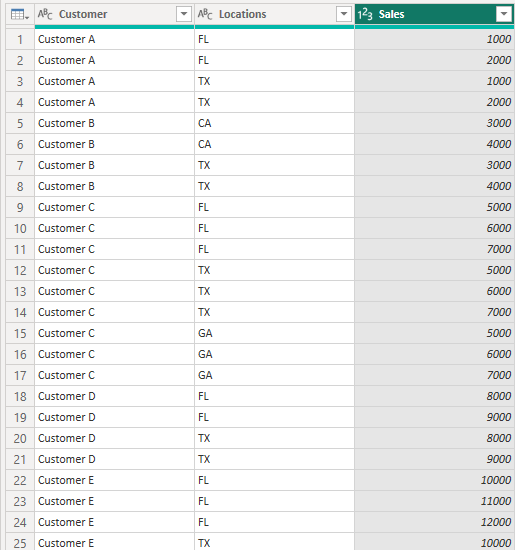 ABC Customer ABC Locations 123 Sales
1 Customer A FL 1000
2 Customer A FL 2000
3 Customer A TX 1000
4 Customer A TX 2000
5 Customer B CA 3000
6 Customer B CA 4000
7 Customer B TX 3000
8 Customer B TX 4000
9 Customer C FL 5000
10 Customer C FL 6000
11 Customer C FL 7000
12 Customer C TX 5000
13 Customer C TX 6000
14 Customer C TX 7000
15 Customer C GA 5000
16 Customer C GA 6000
17 Customer C GA 7000
18 Customer D FL 8000
19 Customer D FL 9000
20 Customer D TX 8000
21 Customer D TX 9000
22 Customer E FL 10000
23 Customer E FL 11000
24 Customer E FL 12000
25 Customer E TX 10000